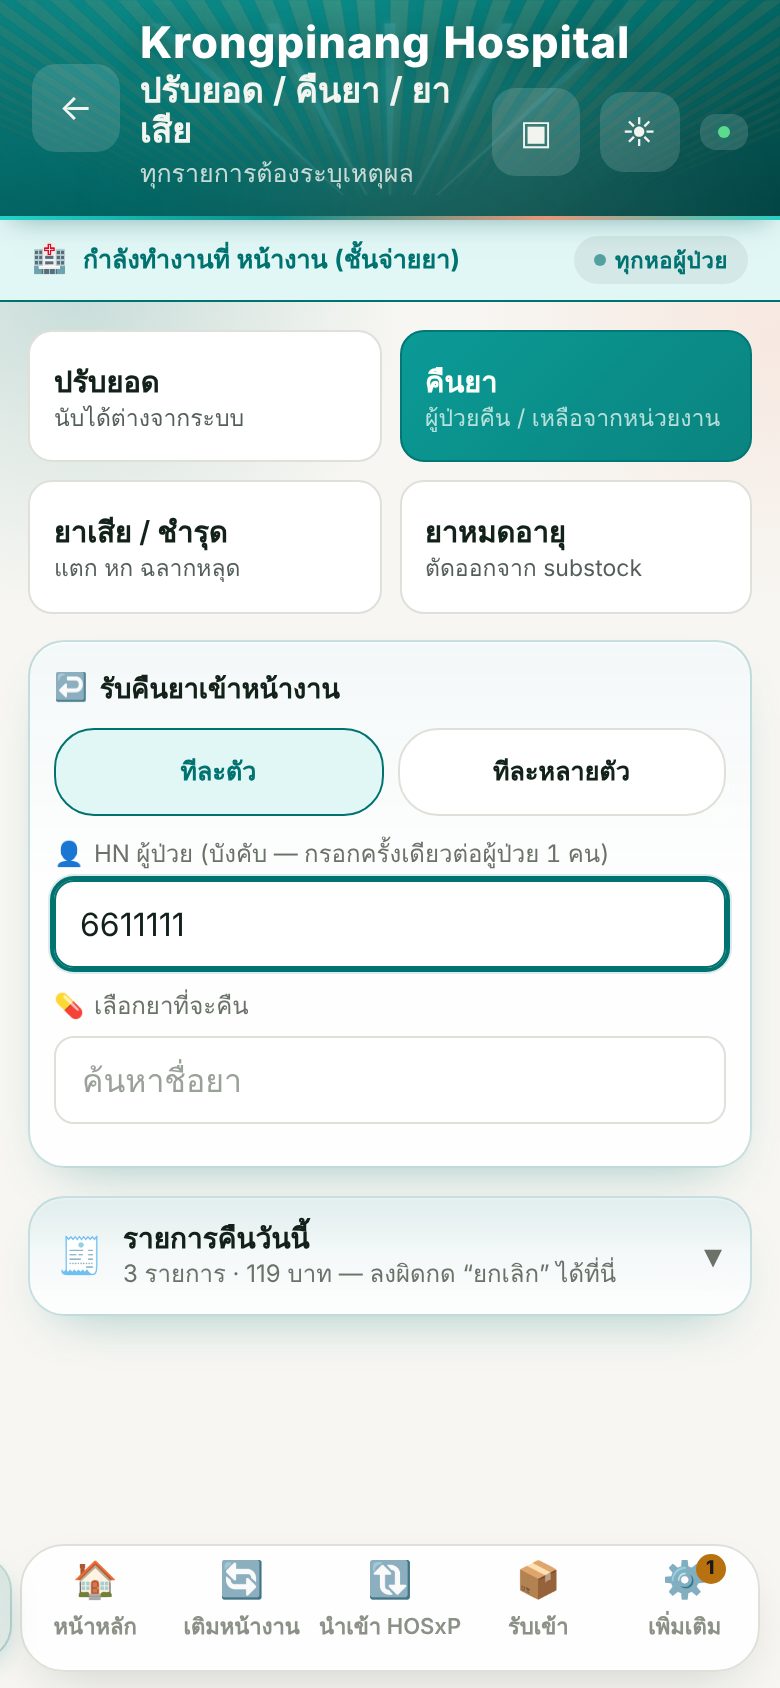 Krongpinang Hospital
ปรับยอด / คืนยา / ยา
เสีย
ทุกรายการต้องระบุเหตุผล
กำลังทำงานที่ หน้างาน (ชั้นจ่ายยา)
ทุกหอผู้ป่วย
ปรับยอด
นับได้ต่างจากระบบ
คืนยา
ผู้ป่วยคืน / เหลือจากหน่วยงาน
ยาเสีย / ชำรุด
แตก หก ฉลากหลุด
ยาหมดอายุ
ตัดออกจาก substock
รับคืนยาเข้าหน้างาน
ทีละตัว
ทีละหลายตัว
HN ผู้ป่วย (บังคับ — กรอกครั้งเดียวต่อผู้ป่วย 1 คน)
6611111
เลือกยาที่จะคืน
ค้นหาชื่อยา
รายการคืนวันนี้
3 รายการ · 119 บาท — ลงผิดกด “ยกเลิก” ได้ที่นี่
1
หน้าหลัก
เติมหน้างาน
นำเข้า HOSxP
รับเข้า
เพิ่มเติม